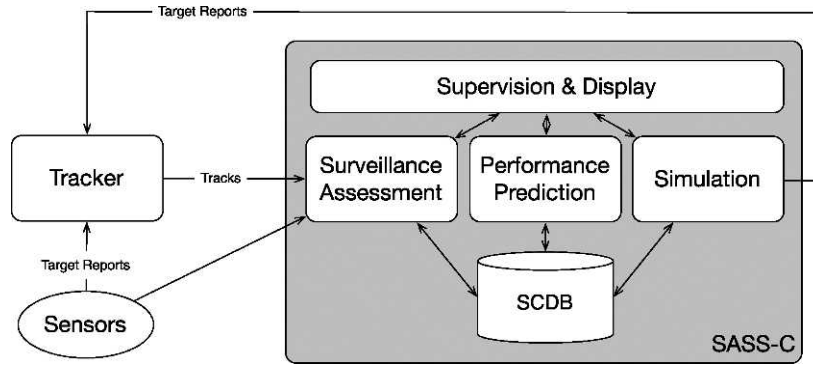 Target Reports
Supervision & Display
Tracker
Tracks
Surveillance
Assessment
Performance
Prediction
Simulation
Target Reports
Sensors
SCDB
SASS-C